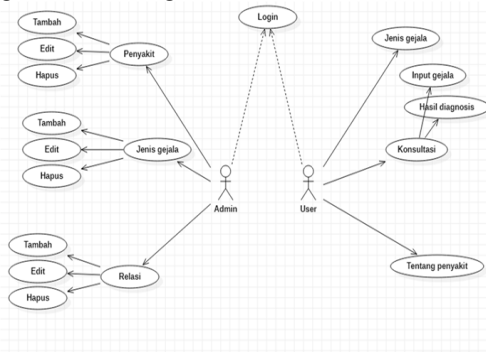 Login
Tambah
Edit
Hapus
Penyakit
Tambah
Edit
Hapus
Jenis gejala
Tambah
Edit
Hapus
Relasi
Admin
User
Jenis gejala
Input gejala
Hasil diagnosis
Konsultasi
Tentang penyakit